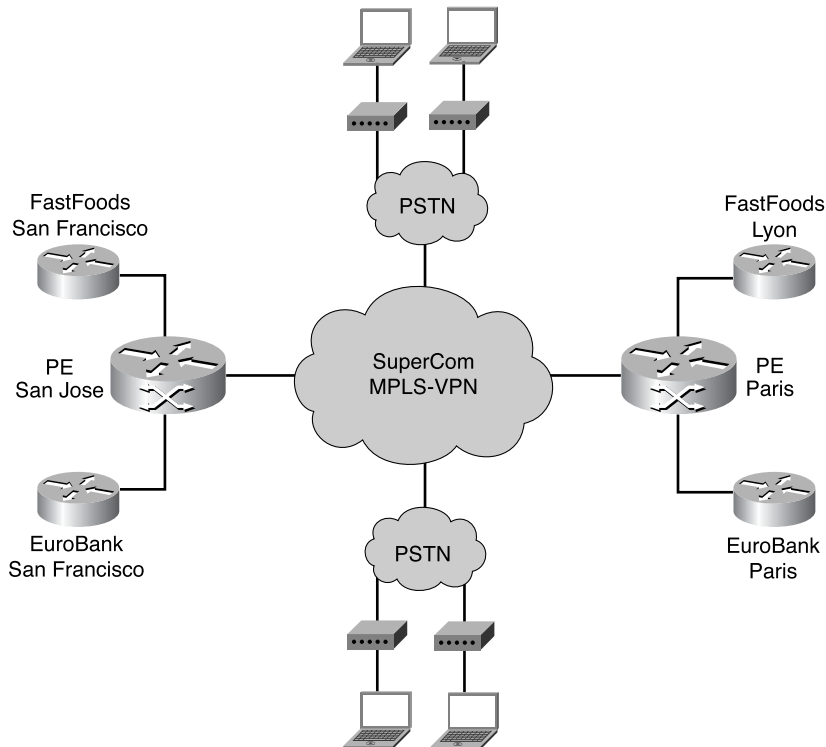 PSTN
FastFoods
San Francisco
FastFoods
Lyon
PE
San Jose
SuperCom
MPLS-VPN
PE
Paris
EuroBank
San Francisco
PSTN
EuroBank
Paris